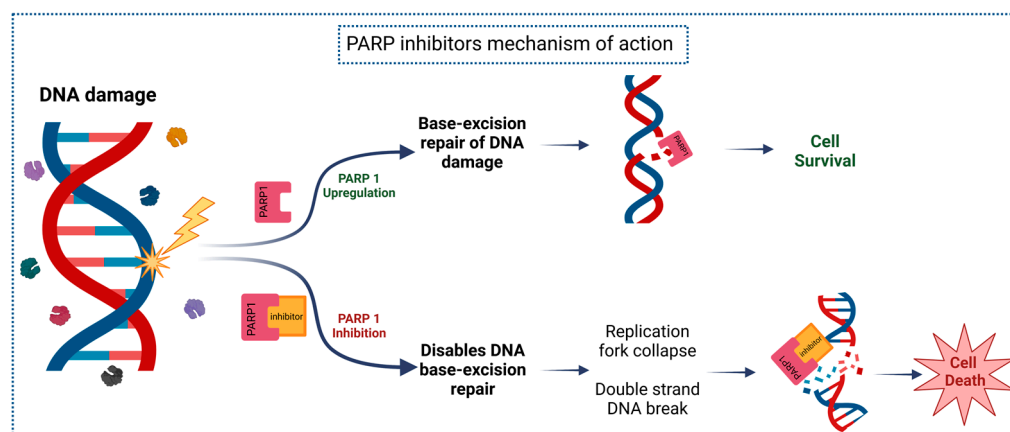 PARP inhibitors mechanism of action
DNA damage
Base-excision
repair of DNA
damage
PARP1
Cell
Survival
PARP1
PARP 1
Upregulation
PARP1
inhibitor
PARP 1
Inhibition
Disables DNA
base-excision
repair
Replication
fork collapse
Double strand
DNA break
inhibitor
PARP1
Cell
Death